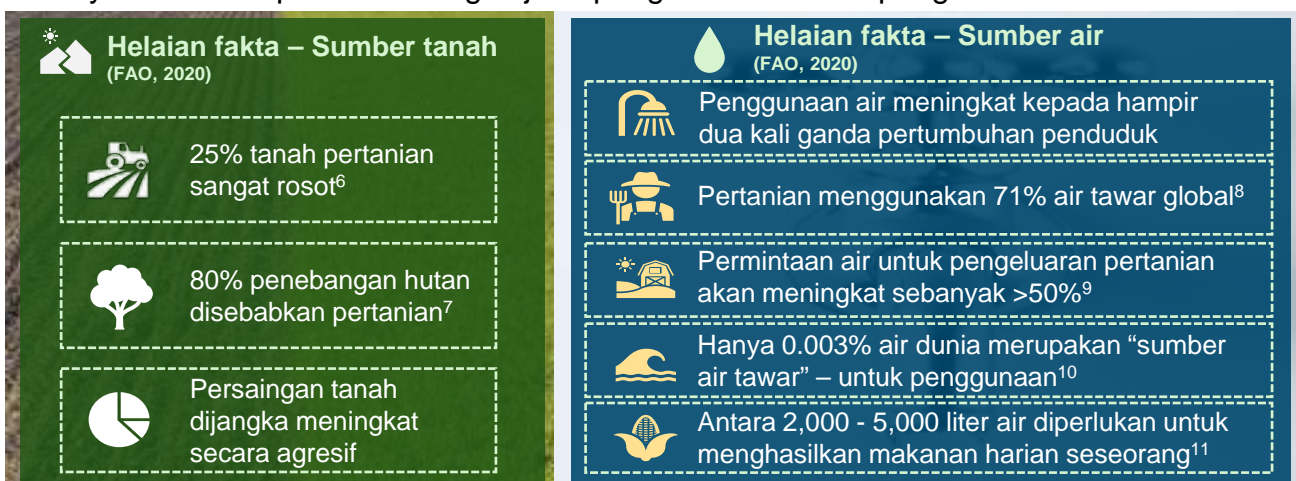 Helaian fakta – Sumber tanah
(FAO, 2020)
25% tanah pertanian
sangat rosot⁶
80% penebangan hutan
disebabkan pertanian⁷
Persaingan tanah
dijangka meningkat
secara agresif
Helaian fakta – Sumber air
(FAO, 2020)
Penggunaan air meningkat kepada hampir
dua kali ganda pertumbuhan penduduk
Pertanian menggunakan 71% air tawar global⁸
Permintaan air untuk pengeluaran pertanian
akan meningkat sebanyak >50%⁹
Hanya 0.003% air dunia merupakan “sumber
air tawar” – untuk penggunaan¹⁰
Antara 2,000 - 5,000 liter air diperlukan untuk
menghasilkan makanan harian seseorang¹¹